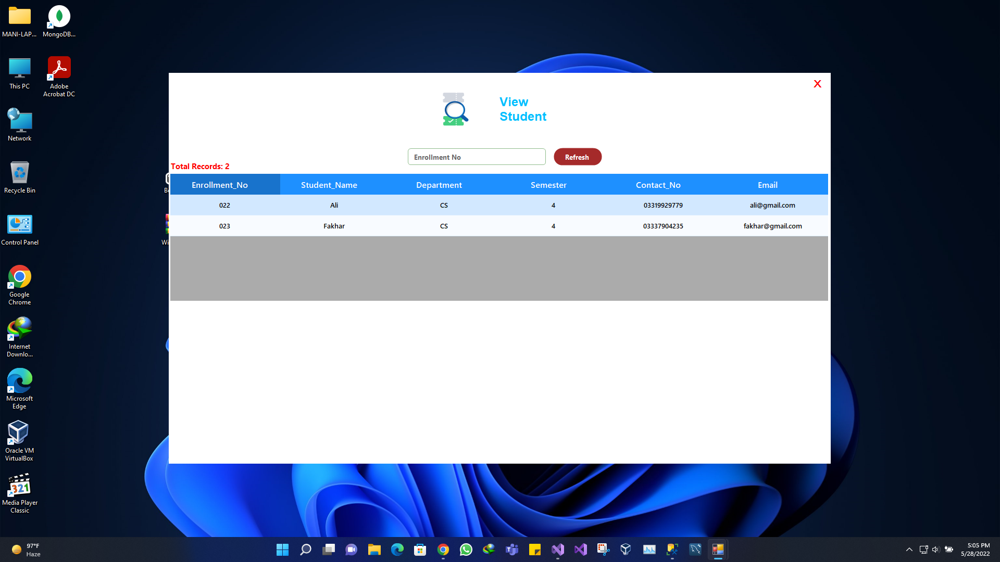 MANI-LAP...
MongoDB...
This PC
Adobe
Acrobat DC
Network
Recycle Bin
Control Panel
Google
Chrome
Internet
Downlo...
Microsoft
Edge
Oracle VM
VirtualBox
Media Player
Classic
X
View
Student
Enrollment No
Refresh
Total Records: 2
Enrollment_No Student_Name Department Semester Contact_No Email
022 Ali CS 4 03319929779 ali@gmail.com
023 Fakhar CS 4 03337904235 fakhar@gmail.com
97°F
Haze
5:05 PM
5/28/2022